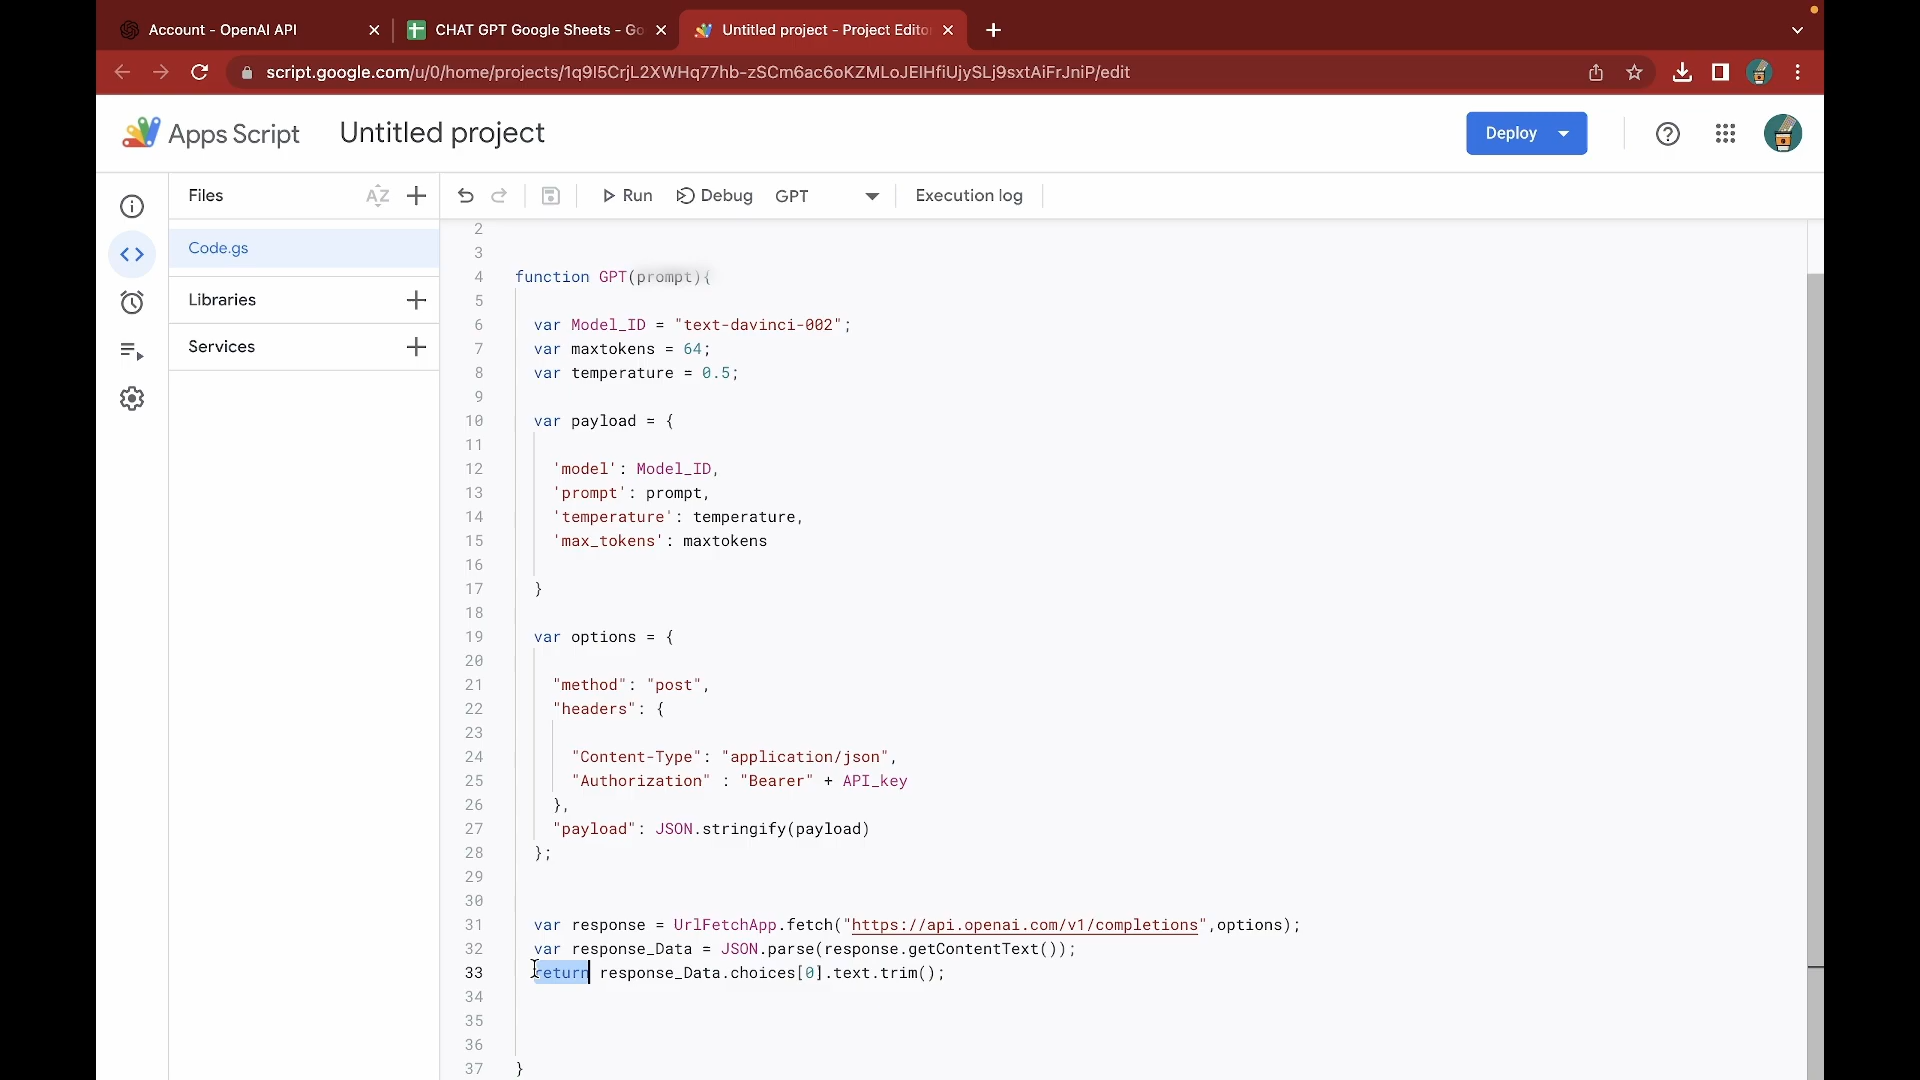 Account - OpenAI API
CHAT GPT Google Sheets - Go
Untitled project - Project Editor
script.google.com/u/0/home/projects/1q9I5CrjL2XWHq77hb-zSCm6ac6oKZMLoJEIHfiUjySLj9sxtAiFrJniP/edit
Apps Script
Untitled project
Deploy
Files
AZ
Run
Debug
GPT
Execution log
Code.gs
Libraries
Services
2
3
4 function GPT(prompt){
5
6 var Model_ID = "text-davinci-002";
7 var maxtokens = 64;
8 var temperature = 0.5;
9
10 var payload = {
11
12 'model': Model_ID,
13 'prompt': prompt,
14 'temperature': temperature,
15 'max_tokens': maxtokens
16
17 }
18
19 var options = {
20
21 "method": "post",
22 "headers": {
23
24 "Content-Type": "application/json",
25 "Authorization" : "Bearer" + API_key
26 },
27 "payload": JSON.stringify(payload)
28 };
29
30
31 var response = UrlFetchApp.fetch("https://api.openai.com/v1/completions",options);
32 var response_Data = JSON.parse(response.getContentText());
33 return response_Data.choices[0].text.trim();
34
35
36
37 }